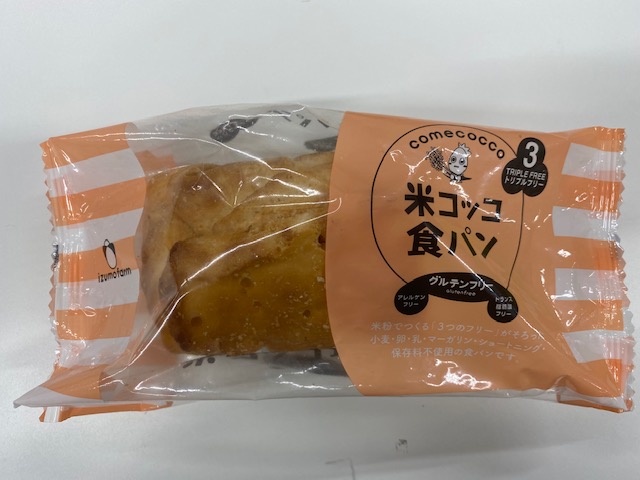 comecocco
3
TRIPLE FREE
トリプルフリー
米コッコ
食パン
グルテンフリー
Glutenfree
アレルゲン
フリー
トランス
脂肪酸
フリー
米粉でつくる「3つのフリー」がそろった
小麦・卵・乳・マーガリン・ショートニング・
保存料不使用の食パンです。
izumofarm